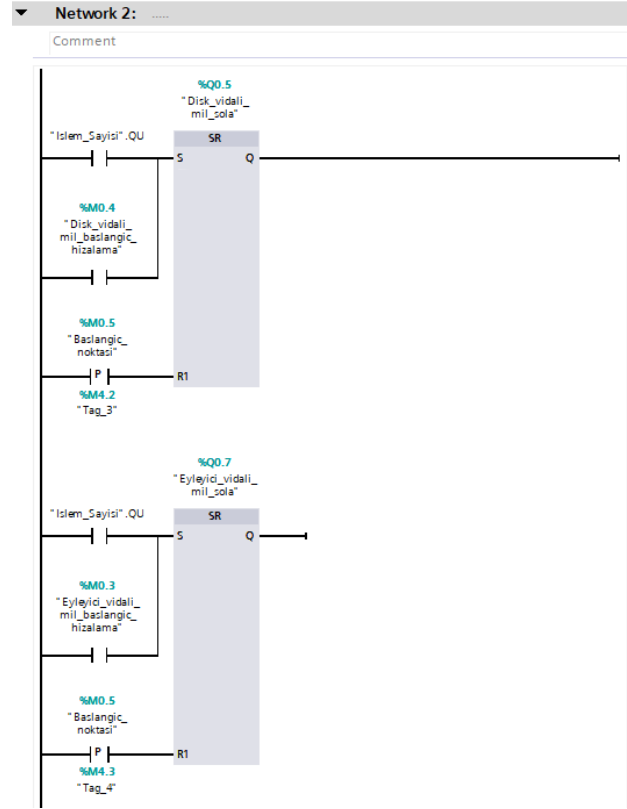 Network 2: .....
Comment
%Q0.5
"Disk_vidali_
mil_sola"
"Islem_Sayisi".QU
SR
S Q
%M0.4
"Disk_vidali_
mil_baslangic_
hizalama"
%M0.5
"Baslangic_
noktasi"
P
R1
%M4.2
"Tag_3"
%Q0.7
"Eyleyici_vidali_
mil_sola"
"Islem_Sayisi".QU
SR
S Q
%M0.3
"Eyleyici_vidali_
mil_baslangic_
hizalama"
%M0.5
"Baslangic_
noktasi"
P
R1
%M4.3
"Tag_4"